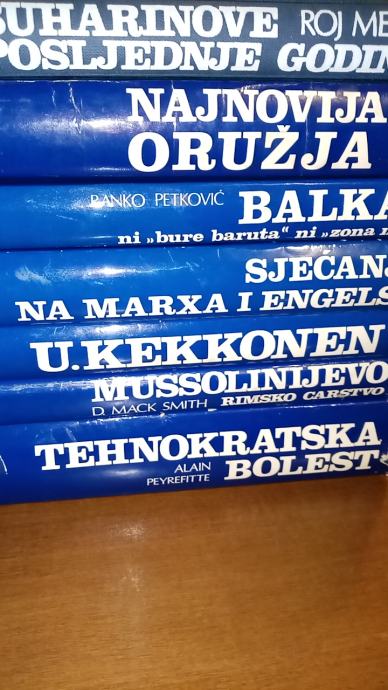 BUHARINOVE ROJ ME
POSLJEDNJE GODIN
NAJNOVIJA
ORUŽJA
RANKO PETKOVIĆ BALKA
ni „bure baruta“ ni „zona
SJEĆANJ
NA MARXA I ENGELS
U. KEKKONEN
MUSSOLINIJEVO
D. MACK SMITH RIMSKO CARSTVO
TEHNOKRATSKA
ALAIN
PEYREFITTE BOLEST